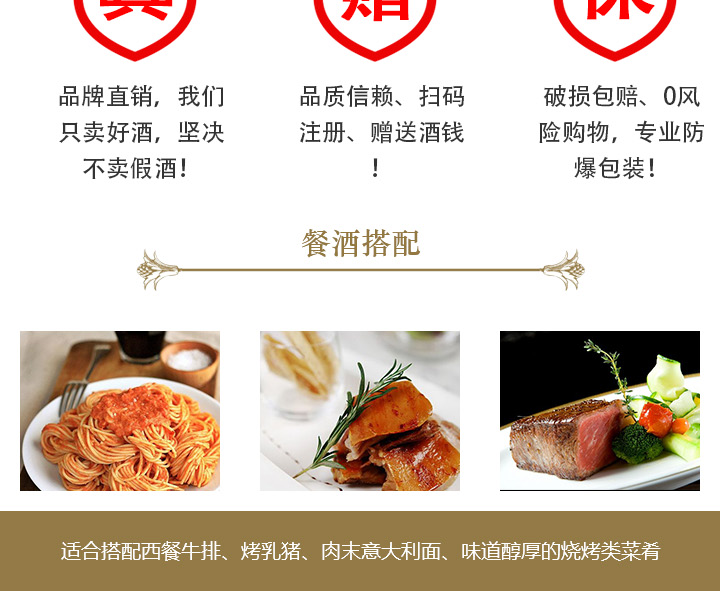 真 赠 保
品牌直销，我们
只卖好酒，坚决
不卖假酒！
品质信赖、扫码
注册、赠送酒钱
！
破损包赔、0风
险购物，专业防
爆包装！
餐酒搭配
适合搭配西餐牛排、烤乳猪、肉末意大利面、味道醇厚的烧烤类菜肴